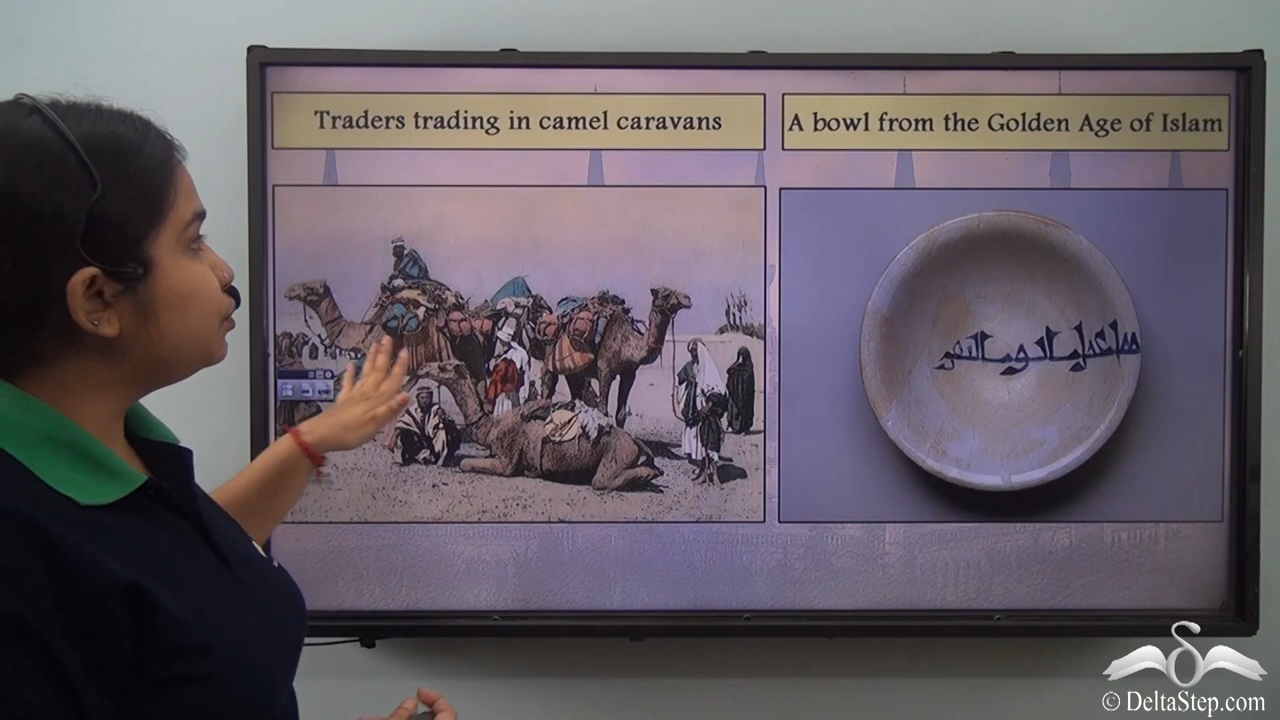 Traders trading in camel caravans
A bowl from the Golden Age of Islam
© DeltaStep.com